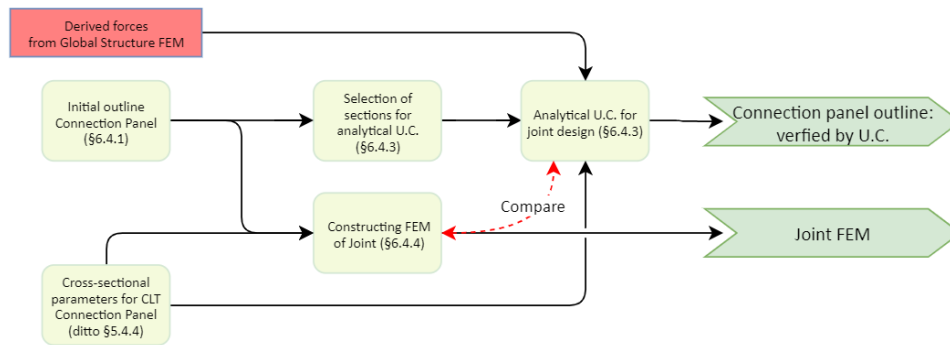 Derived forces
from Global Structure FEM
Initial outline
Connection Panel
(§6.4.1)
Selection of
sections for
analytical U.C.
(§6.4.3)
Analytical U.C. for
joint design (§6.4.3)
Connection panel outline:
verfied by U.C.
Compare
Constructing FEM
of Joint (§6.4.4)
Joint FEM
Cross-sectional
parameters for CLT
Connection Panel
(ditto §5.4.4)